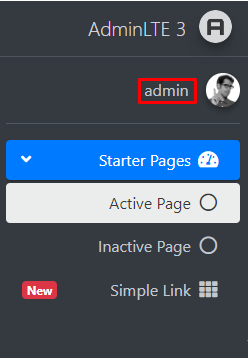 AdminLTE 3
admin
Starter Pages
Active Page
Inactive Page
Simple Link New